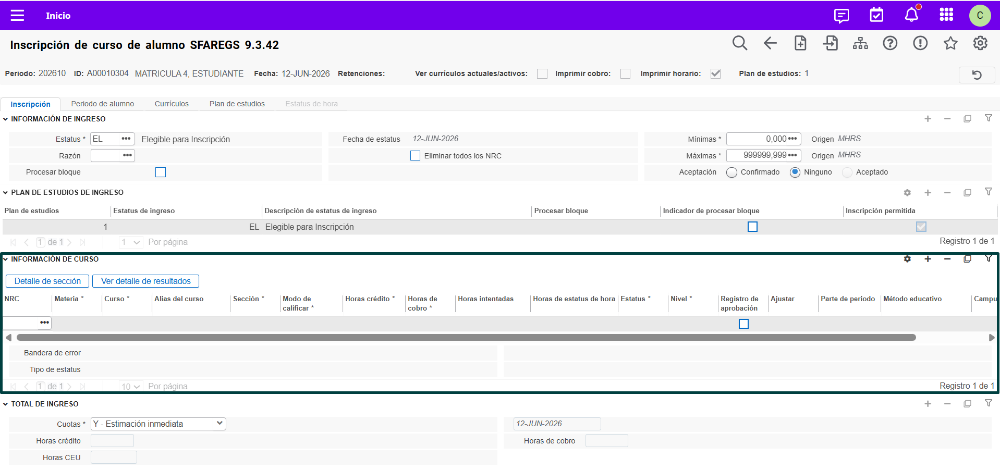 Inicio
C
Inscripción de curso de alumno SFAREGS 9.3.42
Periodo: 202610 ID: A00010304 MATRICULA 4, ESTUDIANTE Fecha: 12-JUN-2026 Retenciones: Ver currículos actuales/activos: Imprimir cobro: Imprimir horario: Plan de estudios: 1
Inscripción Periodo de alumno Currículos Plan de estudios Estatus de hora
INFORMACIÓN DE INGRESO
Estatus * EL ••• Elegible para Inscripción Fecha de estatus 12-JUN-2026 Mínimas * 0,000 ••• Origen MHRS
Razón ••• Eliminar todos los NRC Máximas * 999999,999 ••• Origen MHRS
Procesar bloque Aceptación Confirmado Ninguno Aceptado
PLAN DE ESTUDIOS DE INGRESO
Plan de estudios Estatus de ingreso Descripción de estatus de ingreso Procesar bloque Indicador de procesar bloque Inscripción permitida
1 EL Elegible para Inscripción
1 de 1 1 Por página Registro 1 de 1
INFORMACIÓN DE CURSO
Detalle de sección Ver detalle de resultados
NRC Materia * Curso * Alias del curso Sección * Modo de calificar * Horas crédito * Horas de cobro * Horas intentadas Horas de estatus de hora Estatus * Nivel * Registro de aprobación Ajustar Parte de periodo Método educativo Campu
•••
Bandera de error
Tipo de estatus
1 de 1 10 Por página Registro 1 de 1
TOTAL DE INGRESO
Cuotas * Y - Estimación inmediata 12-JUN-2026
Horas crédito Horas de cobro
Horas CEU